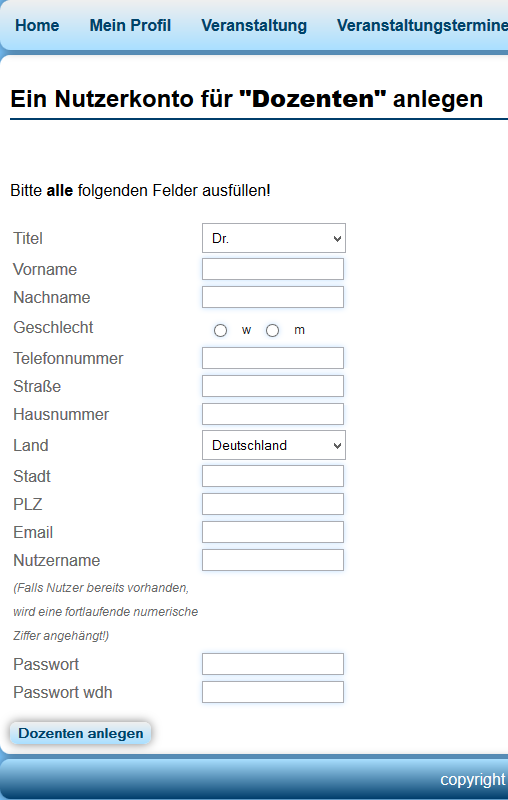 Home Mein Profil Veranstaltung Veranstaltungstermine
Ein Nutzerkonto für "Dozenten" anlegen
Bitte alle folgenden Felder ausfüllen!
Titel Dr.
Vorname
Nachname
Geschlecht w m
Telefonnummer
Straße
Hausnummer
Land Deutschland
Stadt
PLZ
Email
Nutzername
(Falls Nutzer bereits vorhanden,
wird eine fortlaufende numerische
Ziffer angehängt!)
Passwort
Passwort wdh
Dozenten anlegen
copyright